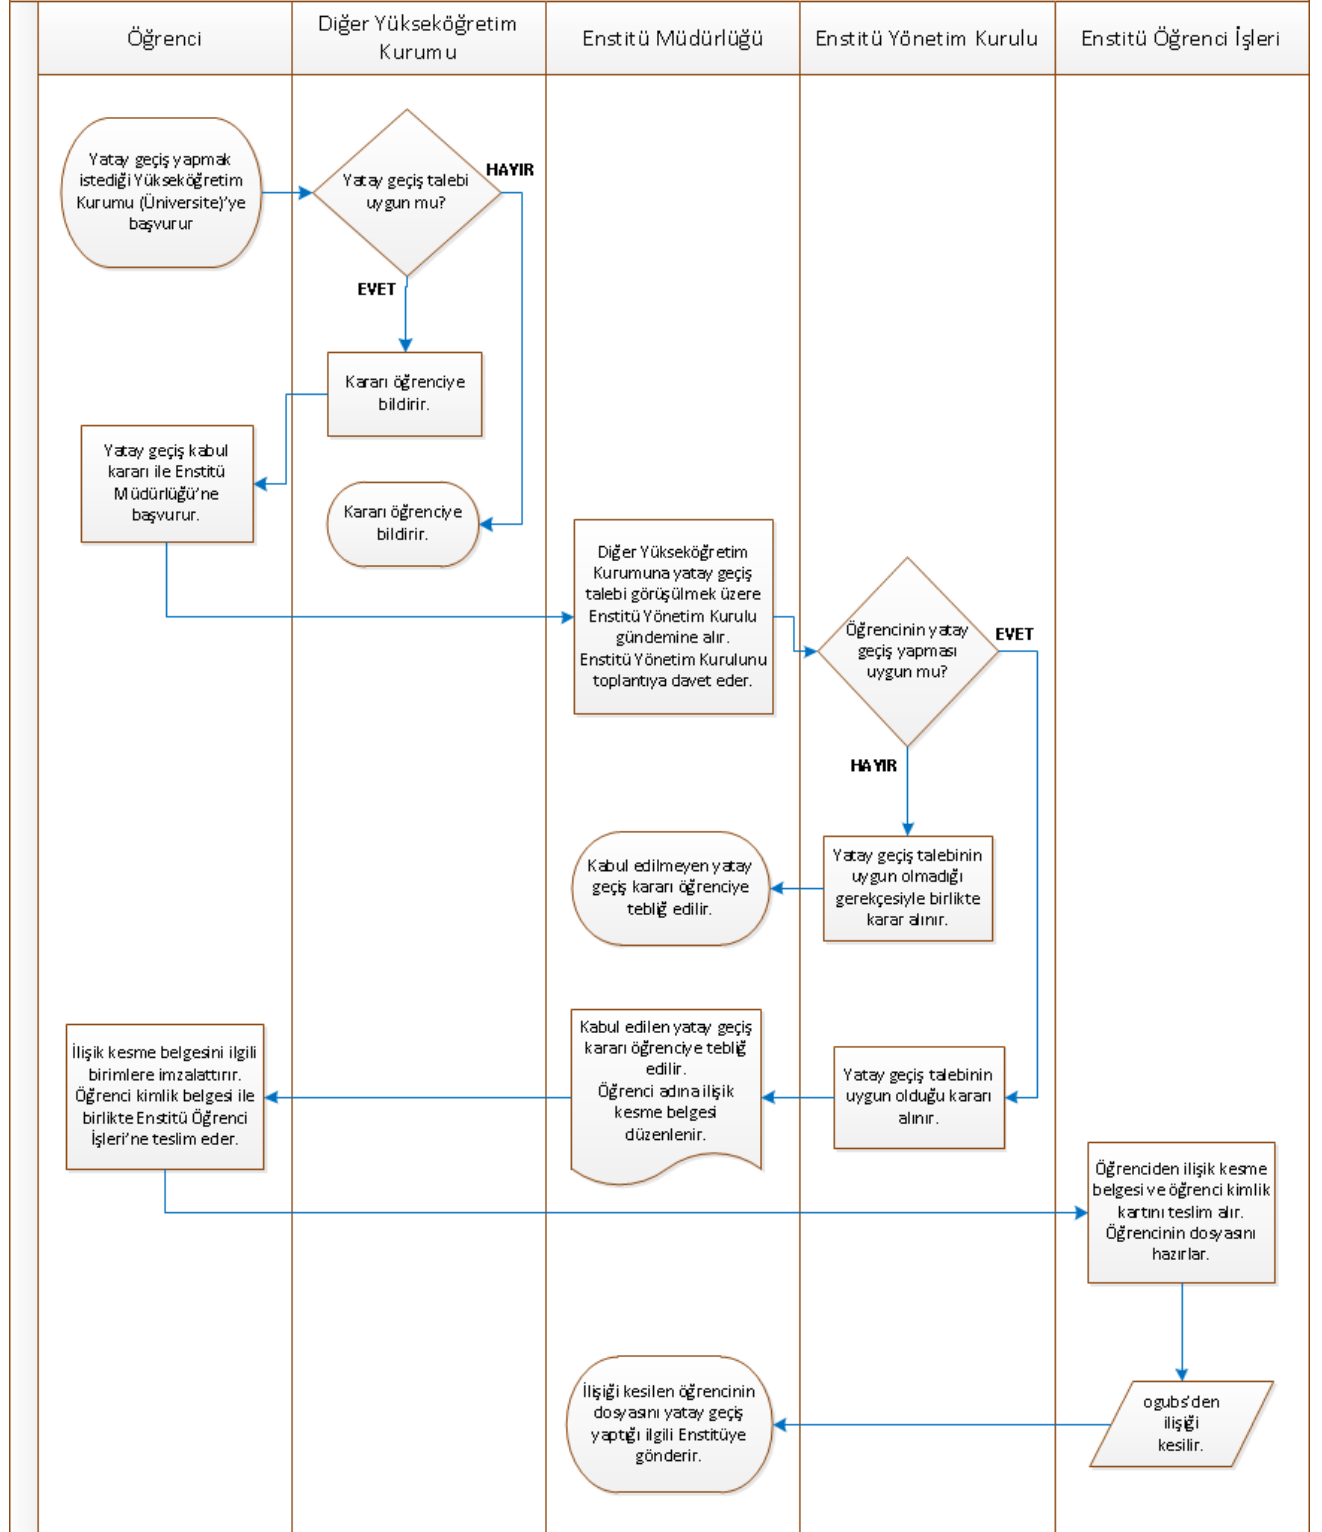 Öğrenci
Diğer Yükseköğretim
Kurumu
Enstitü Müdürlüğü
Enstitü Yönetim Kurulu
Enstitü Öğrenci İşleri
Yatay geçiş yapmak
istediği Yükseköğretim
Kurumu (Üniversite)'ye
başvurur
Yatay geçiş talebi
uygun mu?
HAYIR
EVET
Kararı öğrenciye
bildirir.
Yatay geçiş kabul
kararı ile Enstitü
Müdürlüğü'ne
başvurur.
Kararı öğrenciye
bildirir.
Diğer Yükseköğretim
Kurumuna yatay geçiş
talebi görüşülmek üzere
Enstitü Yönetim Kurulu
gündemine alır.
Enstitü Yönetim Kurulunu
toplantıya davet eder.
Öğrencinin yatay
geçiş yapması
uygun mu?
EVET
HAYIR
Kabul edilmeyen yatay
geçiş kararı öğrenciye
tebliğ edilir.
Yatay geçiş talebinin
uygun olmadığı
gerekçesiyle birlikte
karar alınır.
İlişik kesme belgesini ilgili
birimlere imzalattırır.
Öğrenci kimlik belgesi ile
birlikte Enstitü Öğrenci
İşleri'ne teslim eder.
Kabul edilen yatay geçiş
kararı öğrenciye tebliğ
edilir.
Öğrenci adına ilişik
kesme belgesi
düzenlenir.
Yatay geçiş talebinin
uygun olduğu kararı
alınır.
Öğrenciden ilişik kesme
belgesi ve öğrenci kimlik
kartını teslim alır.
Öğrencinin dosyasını
hazırlar.
İlişiği kesilen öğrencinin
dosyasını yatay geçiş
yaptığı ilgili Enstitüye
gönderir.
ogubs'den
ilişiği
kesilir.